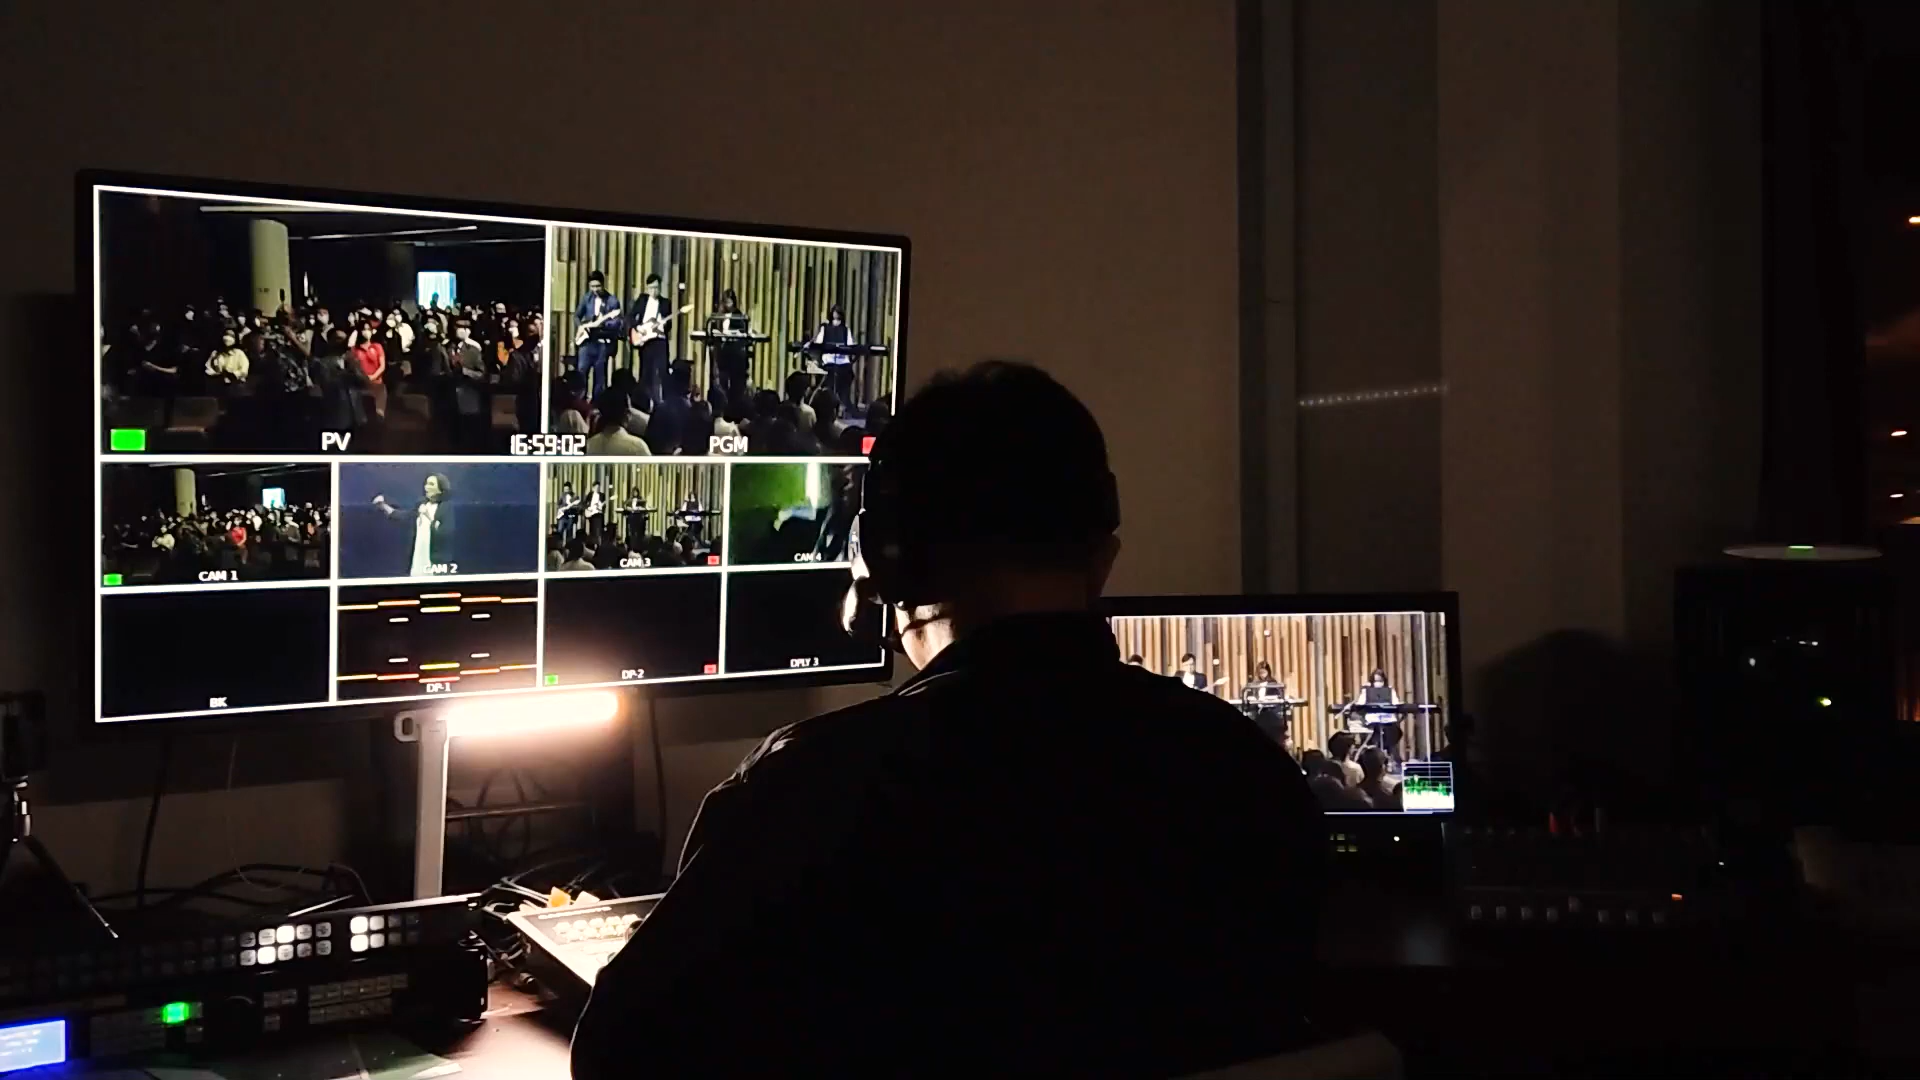 PV
16:59:02
PGM
CAM 1
CAM 2
CAM 3
CAM 4
BK
DP-1
DP-2
DPLY 3